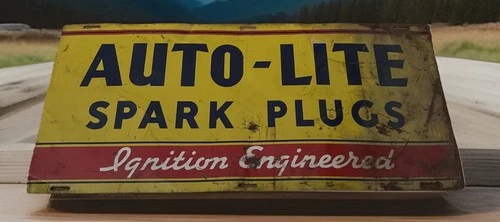 AUTO-LITE
SPARK PLUGS
Ignition Engineered